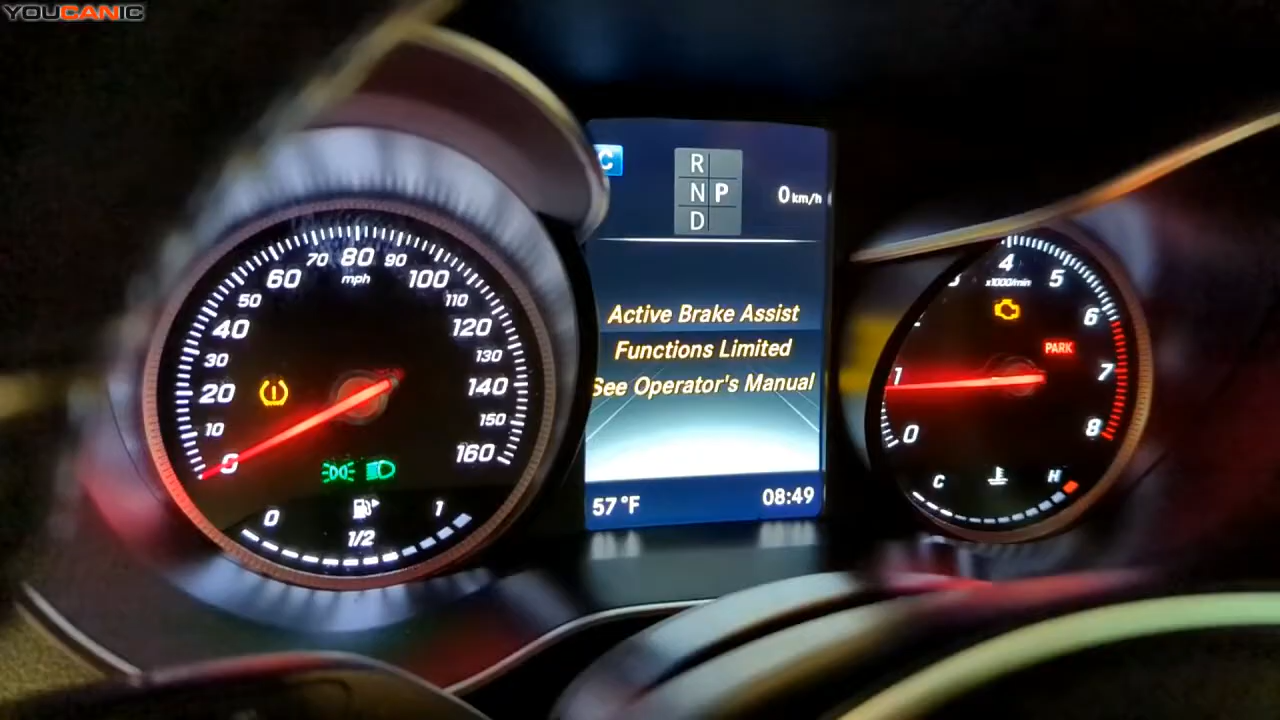 YOUCANIC
C
R
N P
D
0 km/h
Active Brake Assist
Functions Limited
See Operator's Manual
57 °F
08:49
0
10
20
30
40
50
60
70
80
90
100
110
120
130
140
150
160
mph
0
1/2
1
0
1
4
5
6
7
8
x1000/min
PARK
C
H